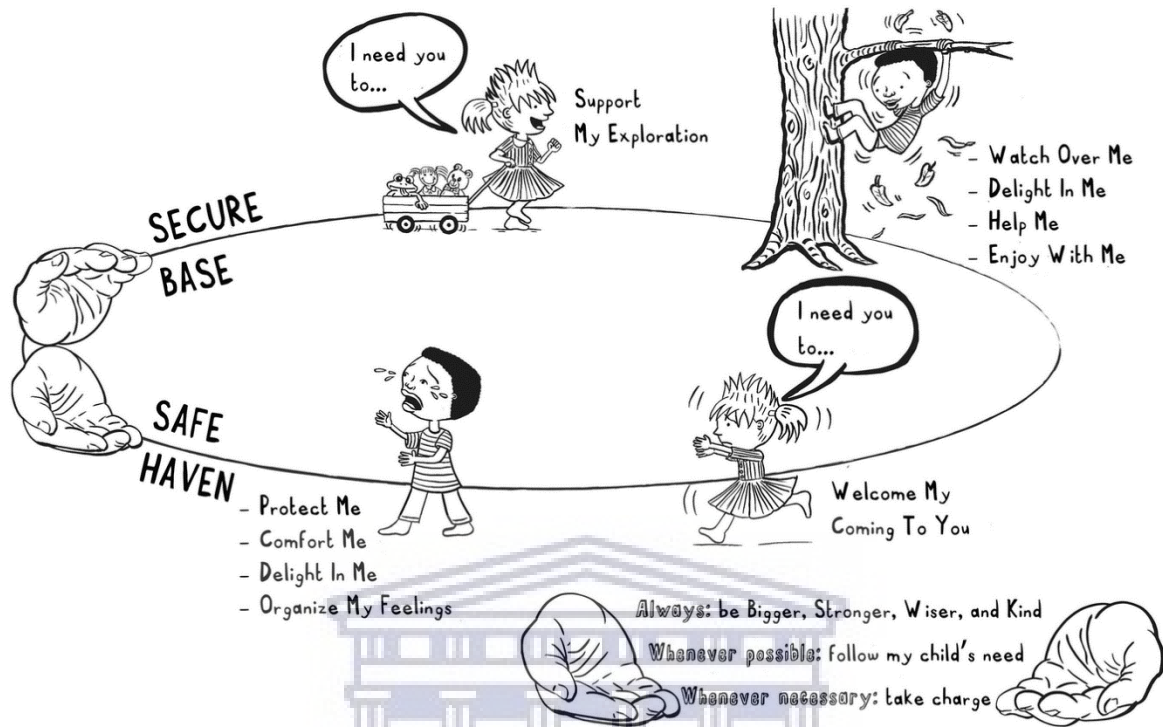 I need you
to...
Support
My Exploration
- Watch Over Me
- Delight In Me
- Help Me
- Enjoy With Me
SECURE
BASE
I need you
to...
SAFE
HAVEN
- Protect Me
- Comfort Me
- Delight In Me
- Organize My Feelings
Welcome My
Coming To You
Always: be Bigger, Stronger, Wiser, and Kind
Whenever possible: follow my child's need
Whenever necessary: take charge